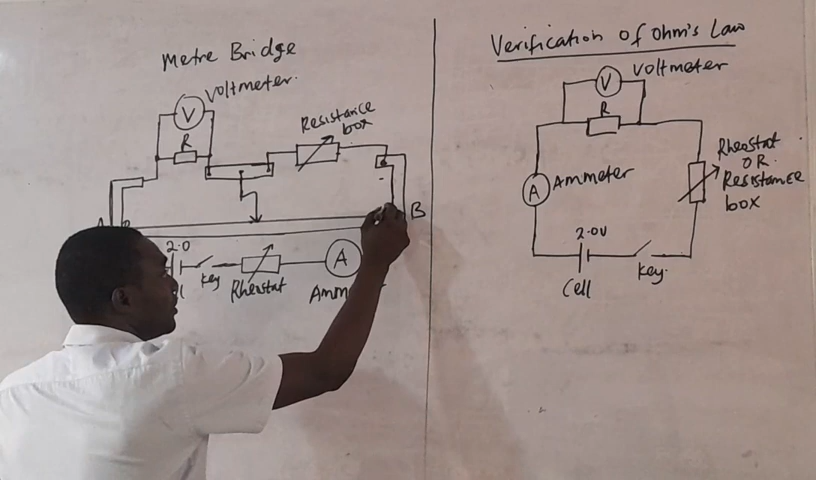 Metre Bridge
Voltmeter.
V
R
Resistance
box
B
2.0
key
Rheostat
A
Verification Of Ohm's Law
Voltmeter
V
R
A
Ammeter
Rheostat
OR
Resistance
box
2.0V
Cell
key.